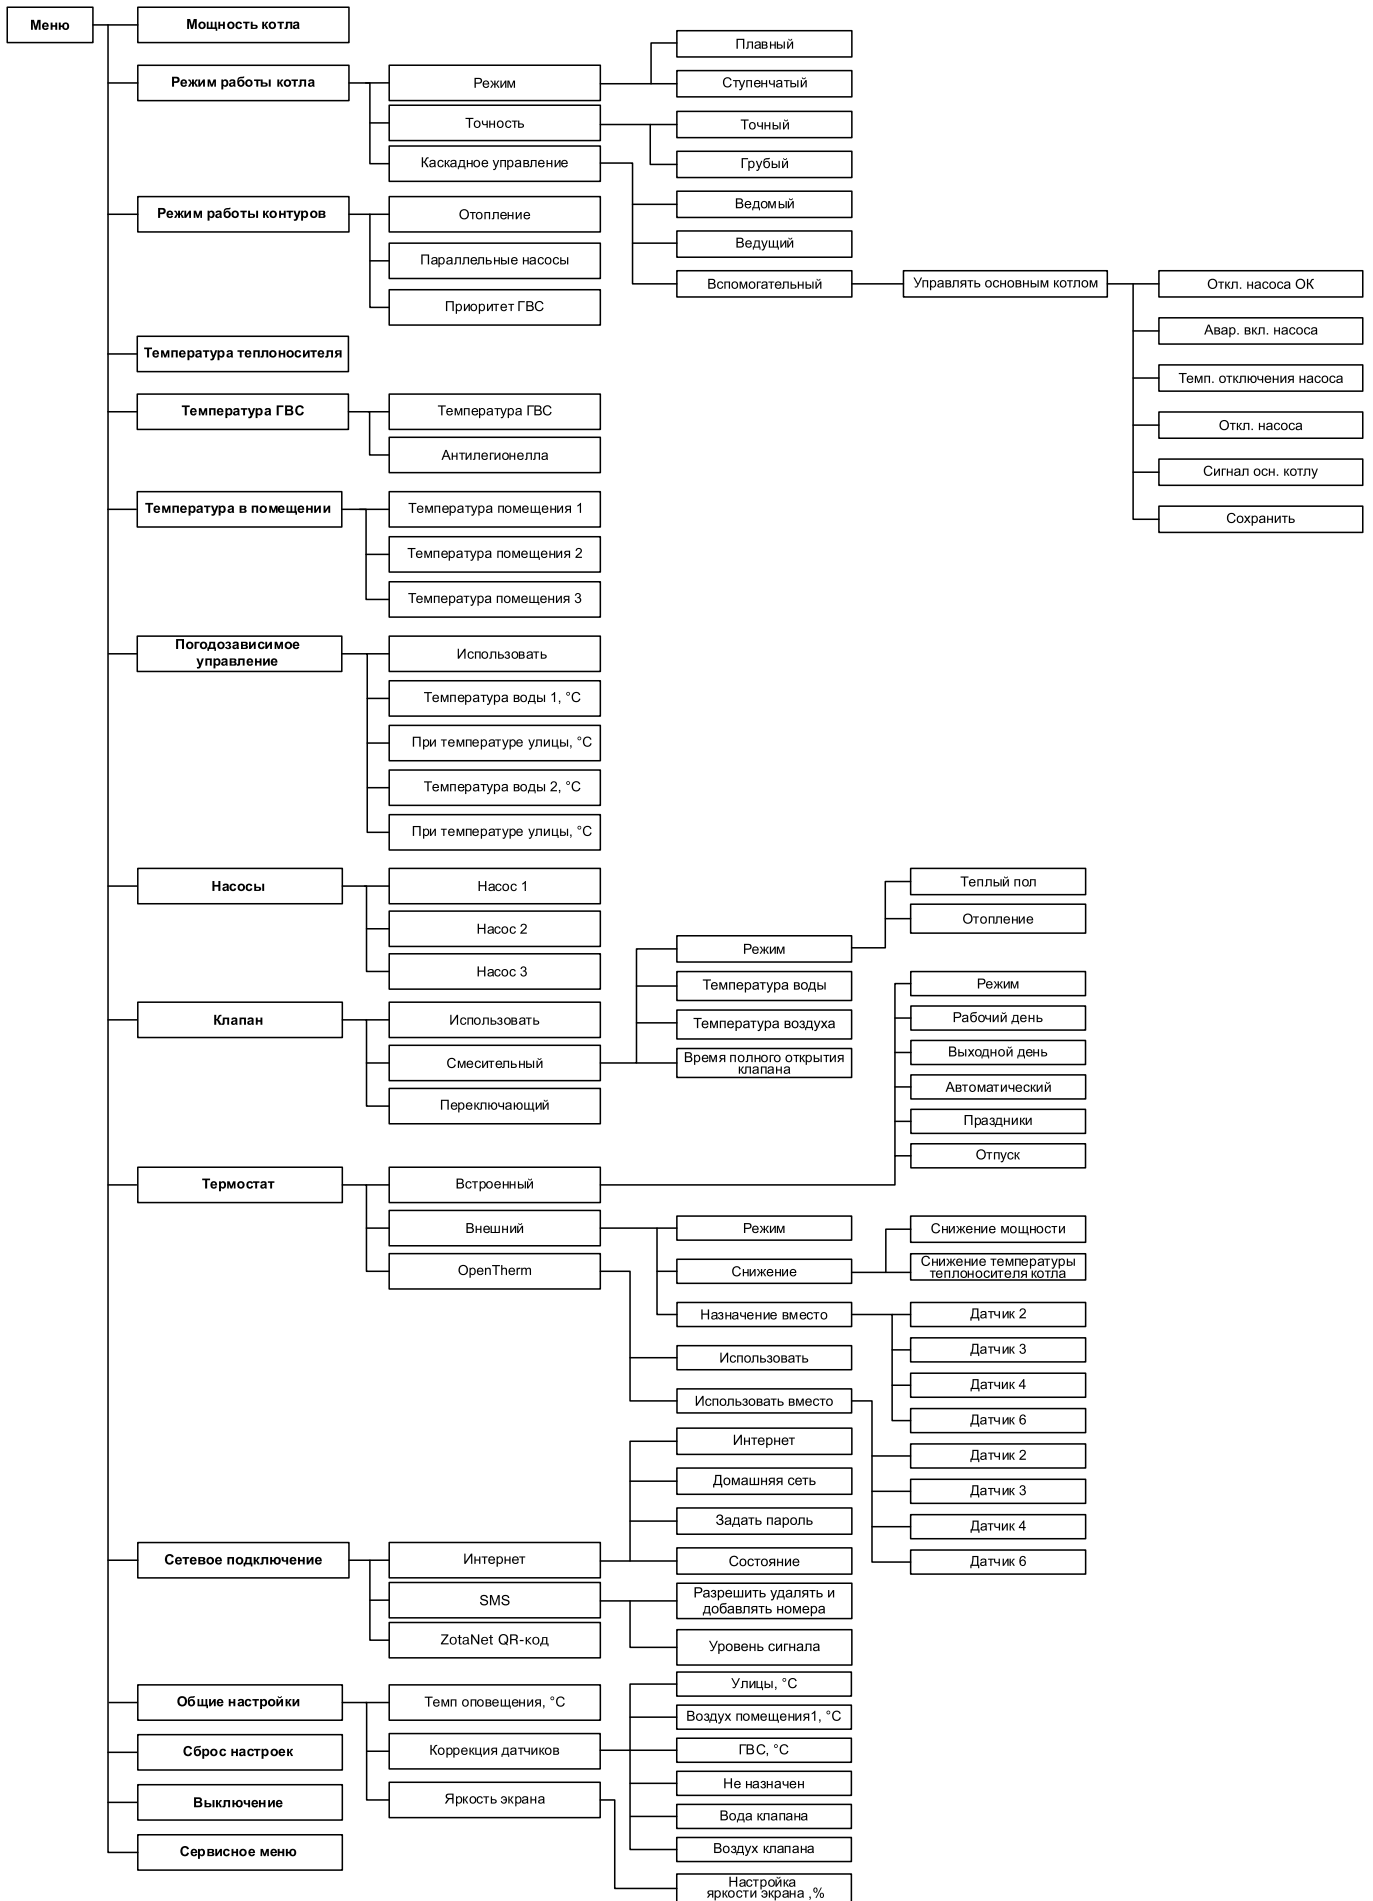 Меню
Мощность котла
Режим работы котла
Режим
Плавный
Ступенчатый
Точность
Точный
Грубый
Каскадное управление
Ведомый
Ведущий
Вспомогательный
Управлять основным котлом
Откл. насоса ОК
Авар. вкл. насоса
Темп. отключения насоса
Откл. насоса
Сигнал осн. котлу
Сохранить
Режим работы контуров
Отопление
Параллельные насосы
Приоритет ГВС
Температура теплоносителя
Температура ГВС
Температура ГВС
Антилегионелла
Температура в помещении
Температура помещения 1
Температура помещения 2
Температура помещения 3
Погодозависимое
управление
Использовать
Температура воды 1, °С
При температуре улицы, °С
Температура воды 2, °С
При температуре улицы, °С
Насосы
Насос 1
Насос 2
Насос 3
Клапан
Использовать
Смесительный
Режим
Теплый пол
Отопление
Температура воды
Температура воздуха
Время полного открытия
клапана
Переключающий
Термостат
Встроенный
Режим
Рабочий день
Выходной день
Автоматический
Праздники
Отпуск
Внешний
Режим
Снижение
Снижение мощности
Снижение температуры
теплоносителя котла
Назначение вместо
Датчик 2
Датчик 3
Датчик 4
Датчик 6
OpenTherm
Использовать
Использовать вместо
Датчик 2
Датчик 3
Датчик 4
Датчик 6
Сетевое подключение
Интернет
Интернет
Домашняя сеть
Задать пароль
Состояние
SMS
Разрешить удалять и
добавлять номера
Уровень сигнала
ZotaNet QR-код
Общие настройки
Темп оповещения, °С
Коррекция датчиков
Улицы, °С
Воздух помещения1, °С
ГВС, °С
Не назначен
Вода клапана
Воздух клапана
Яркость экрана
Настройка
яркости экрана ,%
Сброс настроек
Выключение
Сервисное меню